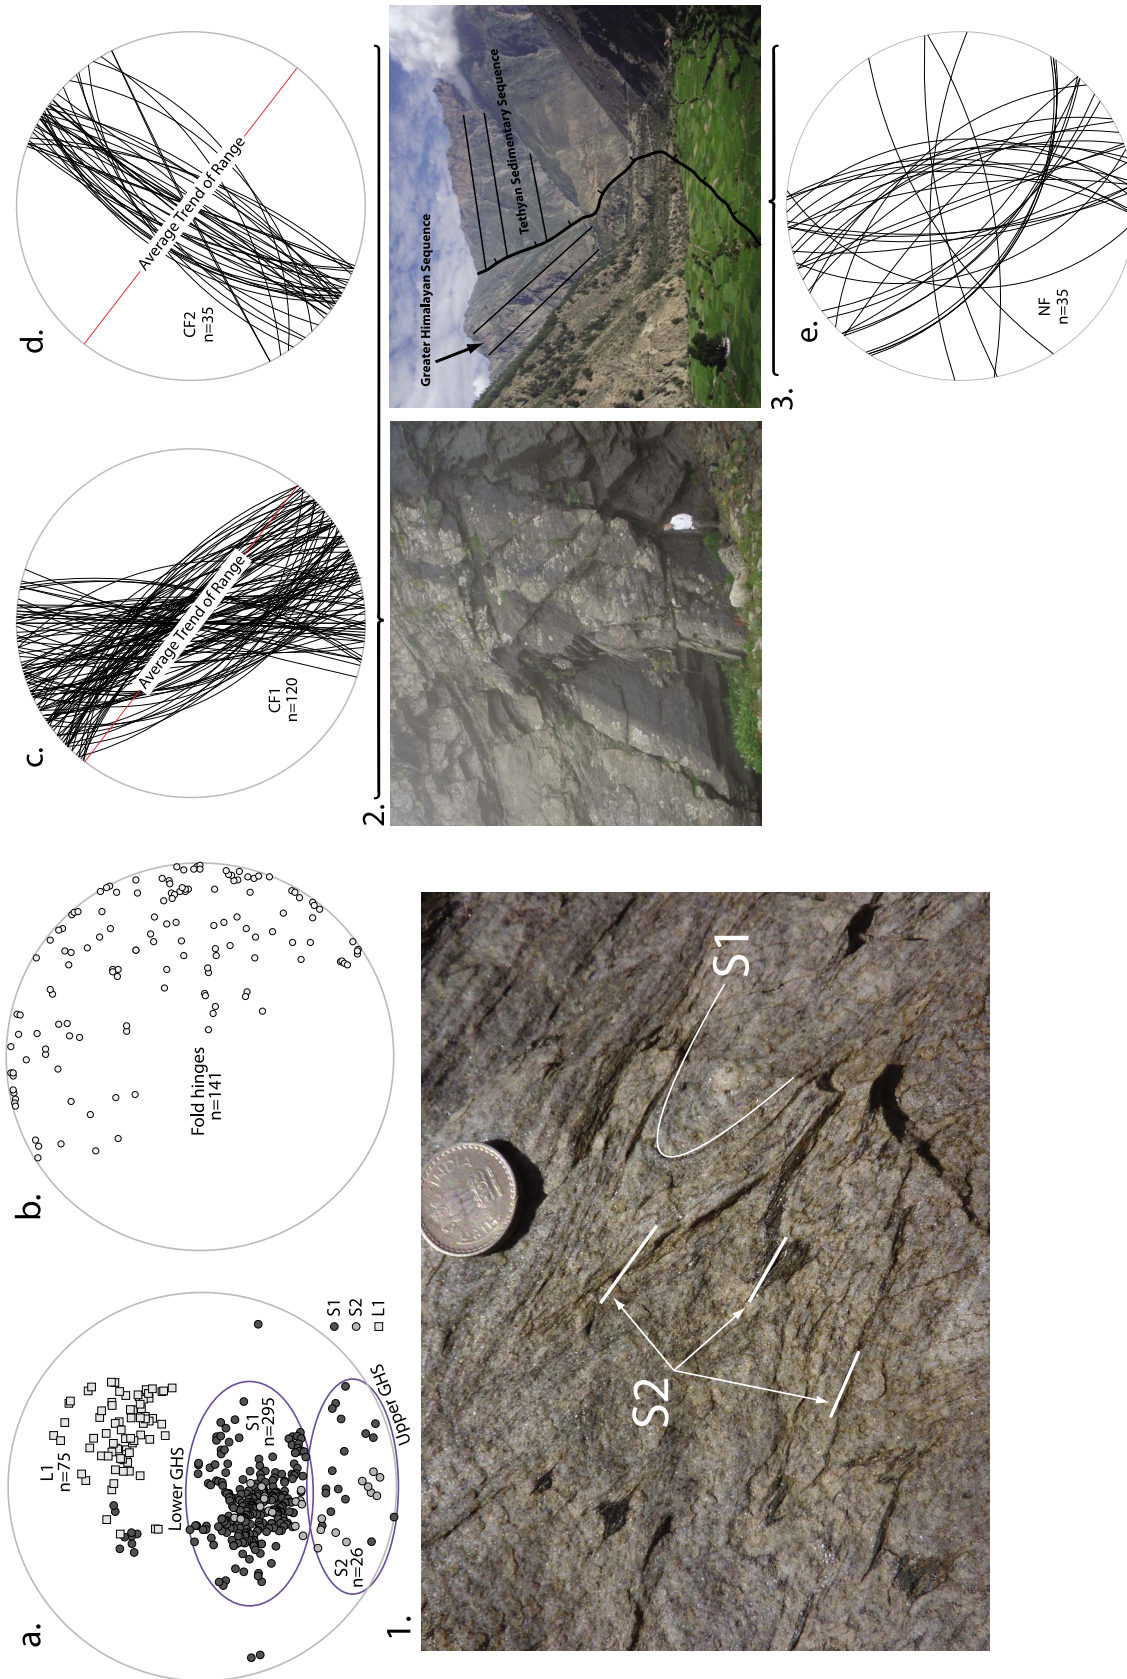 a.
L1
n=75
Lower GHS
S1
n=295
S2
n=26
Upper GHS
S1
S2
L1
b.
Fold hinges
n=141
c.
Average Trend of Range
CF1
n=120
d.
Average Trend of Range
CF2
n=35
1.
INDIA
S1
S2
2.
Greater Himalayan Sequence
Tethyan Sedimentary Sequence
3.
e.
NF
n=35